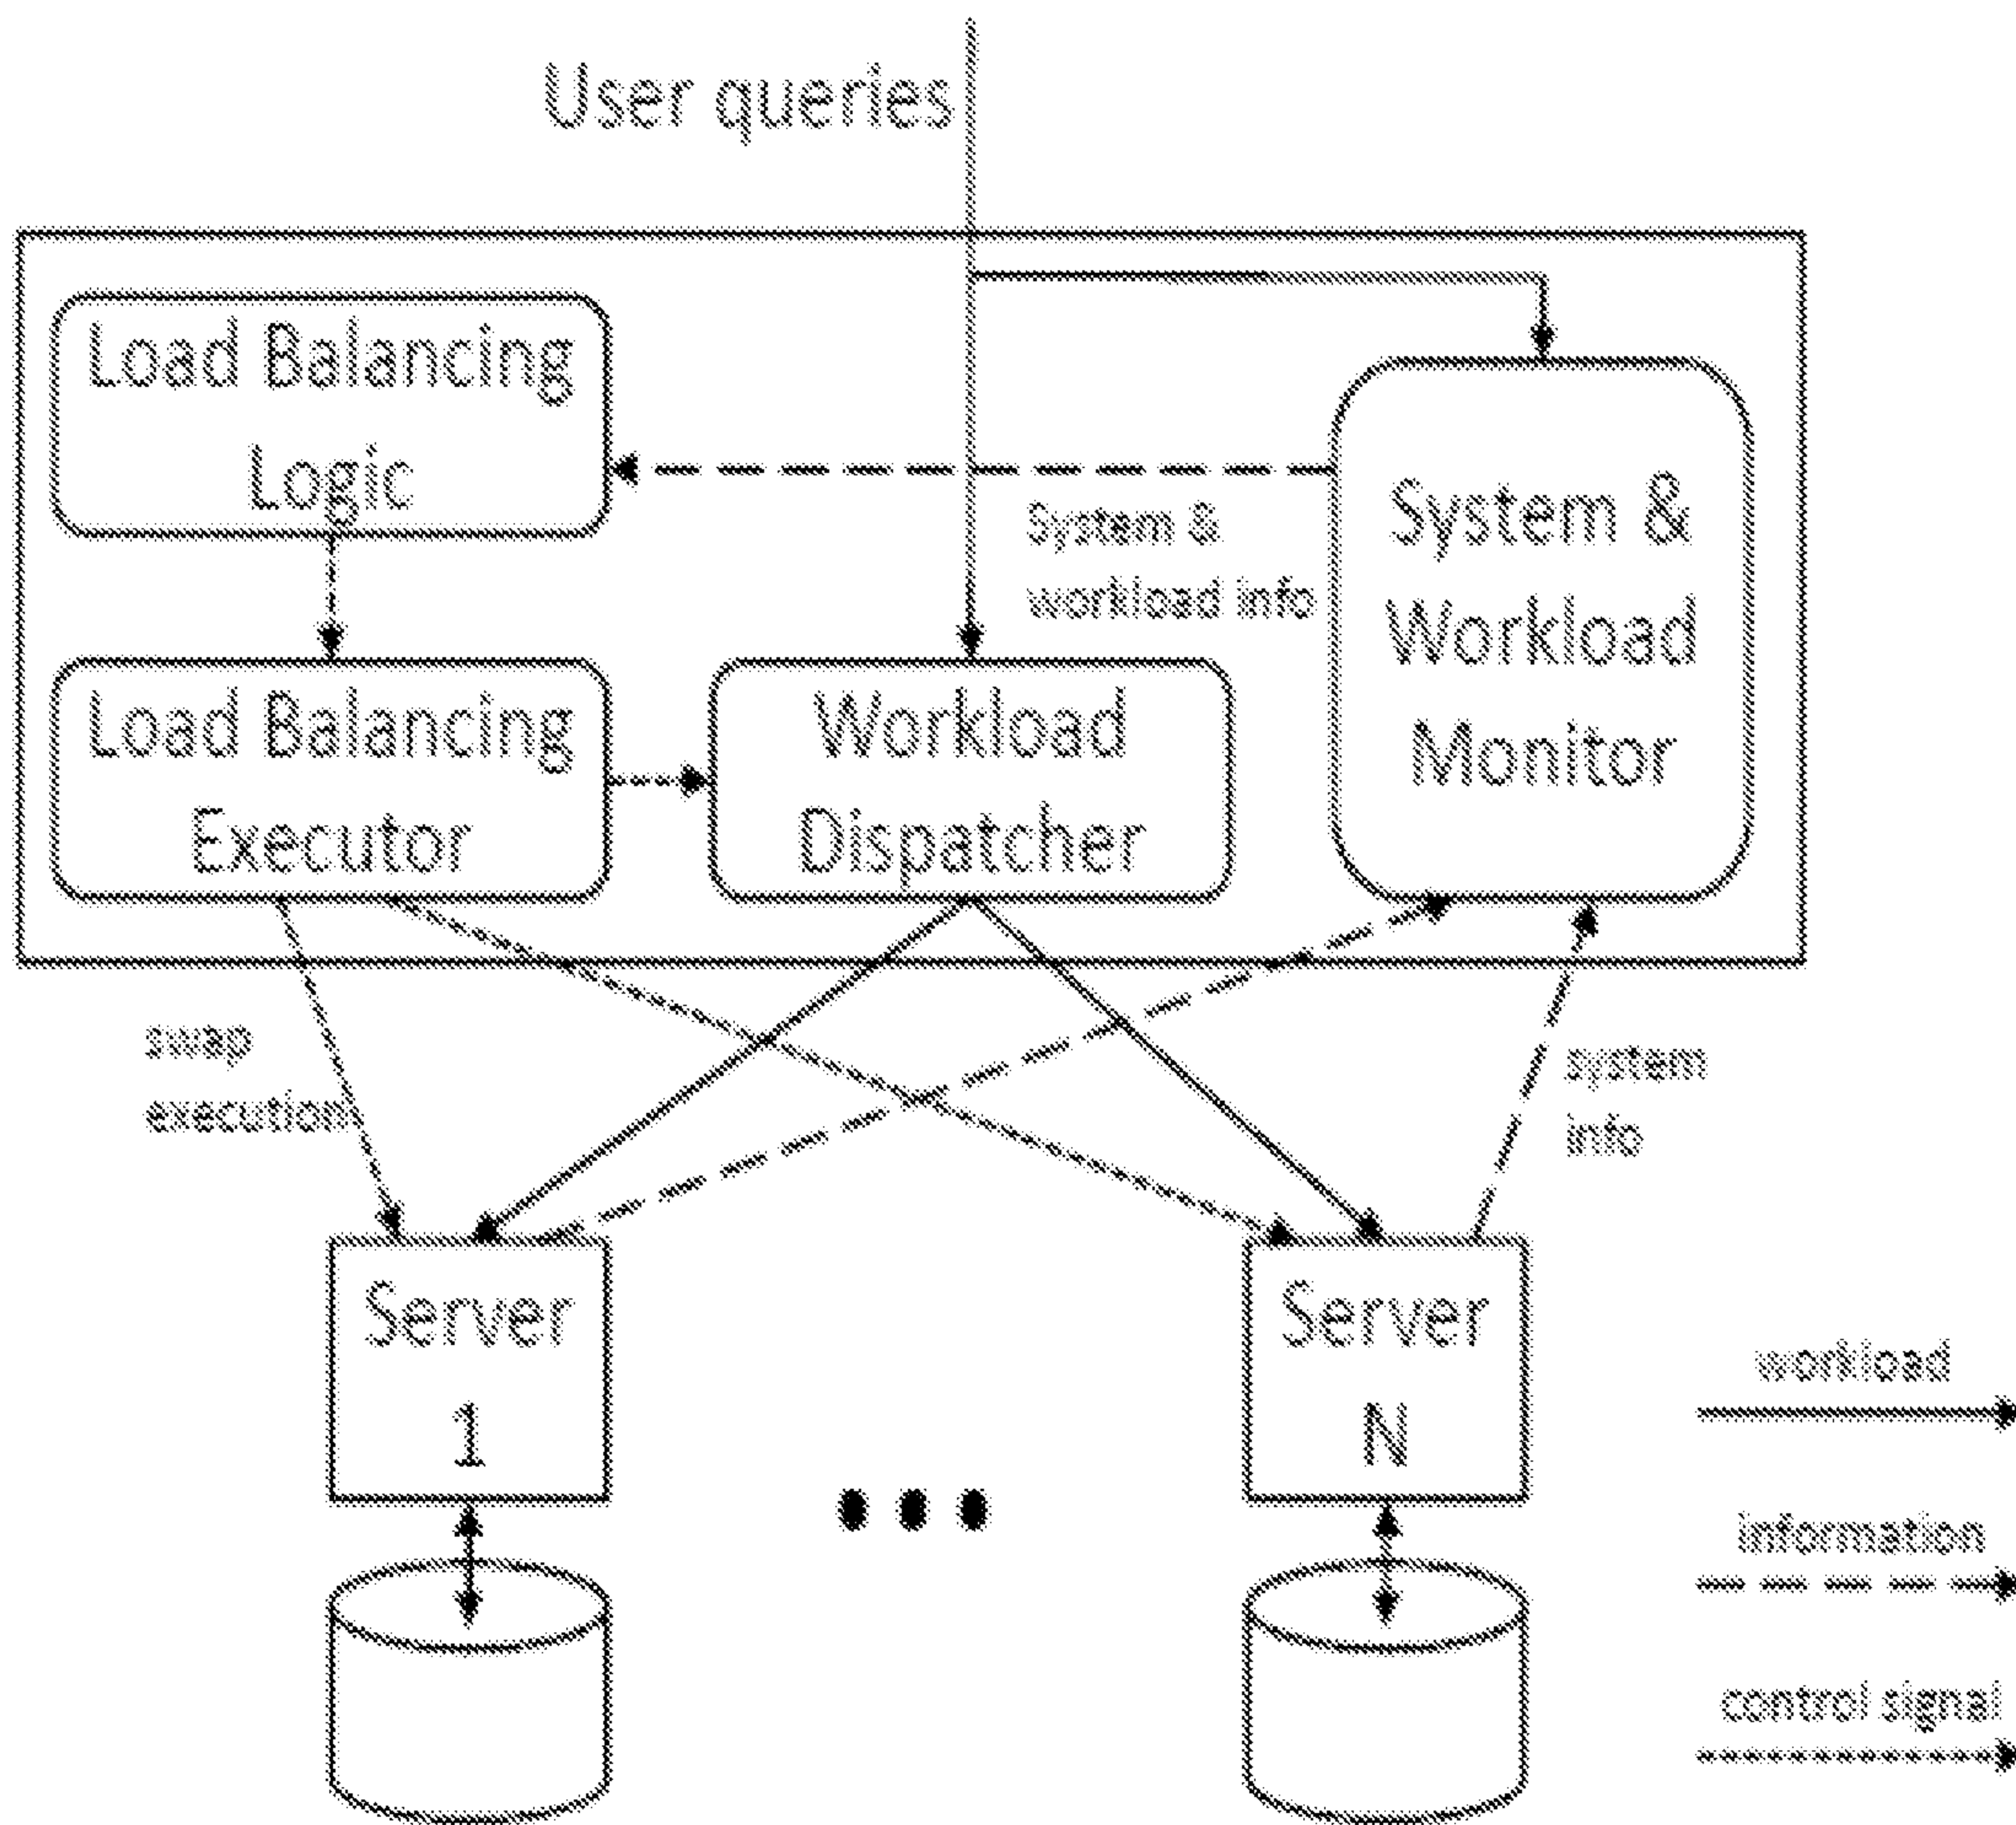 User queries
Load Balancing
Logic
System &
workload info
System &
Workload
Monitor
Load Balancing
Executor
Workload
Dispatcher
swap
execution
system
info
Server
1
Server
N
workload
information
control signal